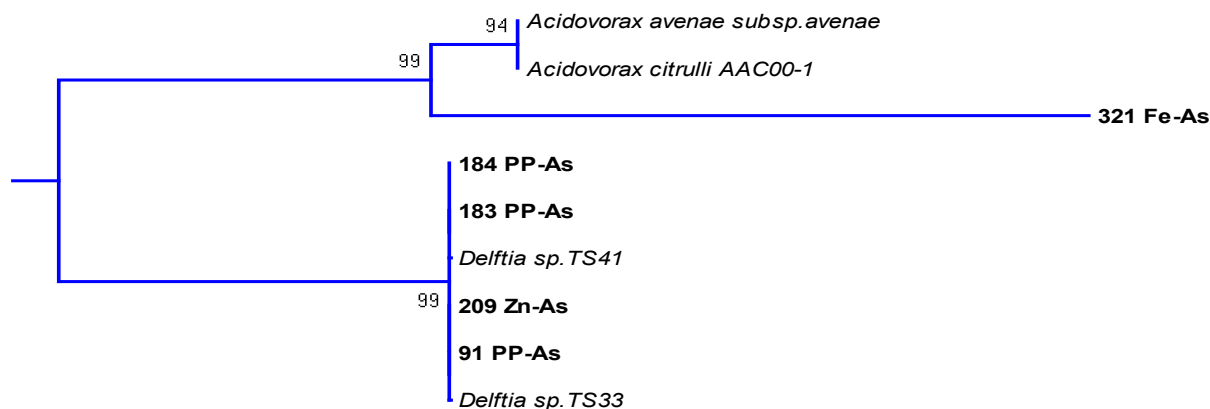 94
Acidovorax avenae subsp.avenae
99
Acidovorax citrulli AAC00-1
321 Fe-As
184 PP-As
183 PP-As
Delftia sp.TS41
99
209 Zn-As
91 PP-As
Delftia sp.TS33